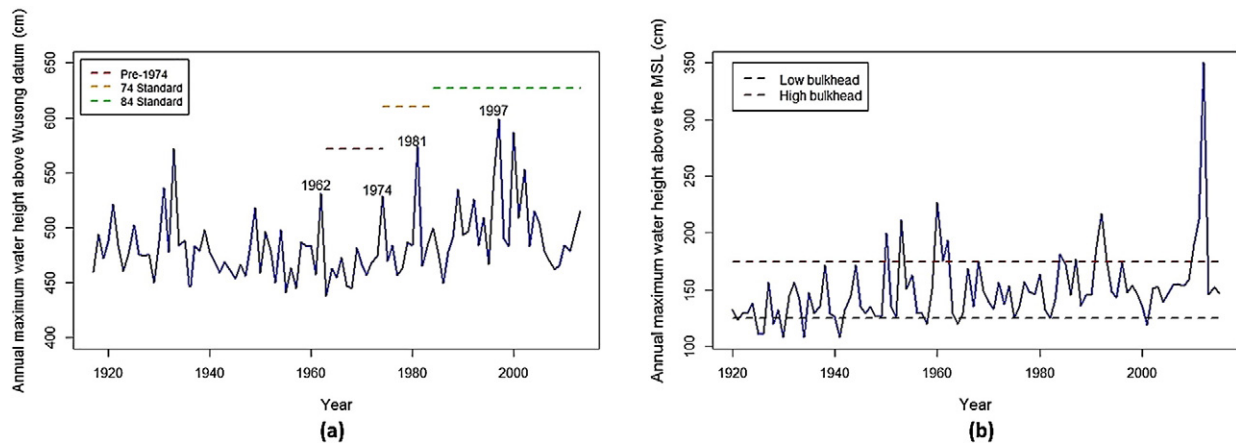 Annual maximum water height above Wusong datum (cm)
650
600
550
500
450
400
Pre-1974
74 Standard
84 Standard
1962
1974
1981
1997
1920
1940
1960
1980
2000
Year
(a)
Annual maximum water height above the MSL (cm)
350
300
250
200
150
100
Low bulkhead
High bulkhead
1920
1940
1960
1980
2000
Year
(b)